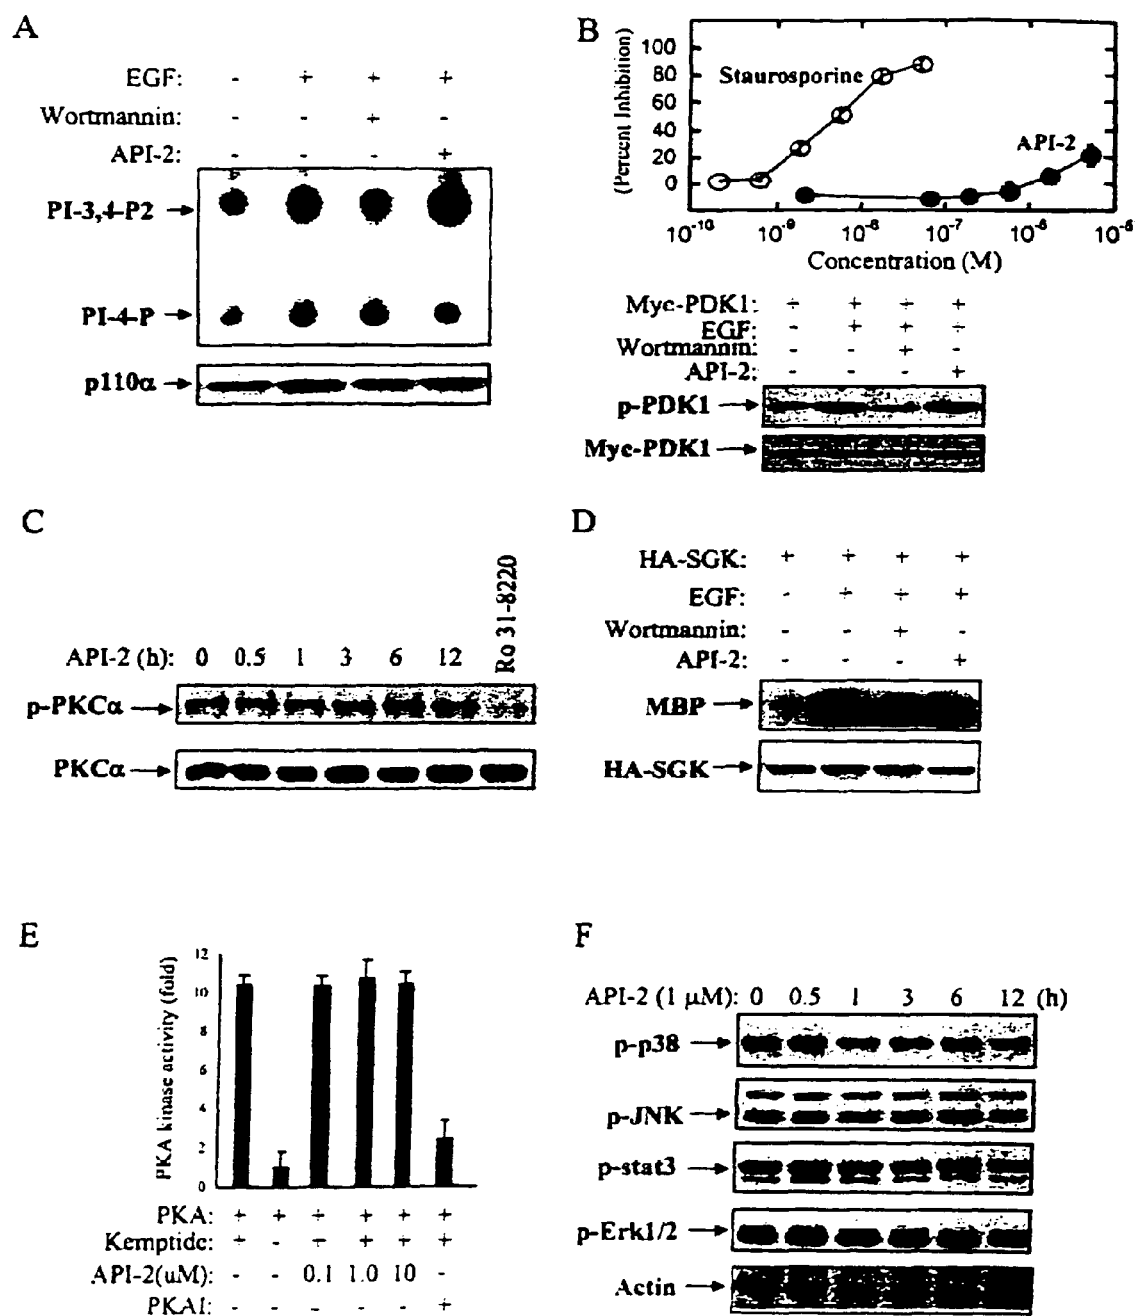 A
EGF: - + + +
Wortmannin: - - + -
API-2: - - - +
PI-3,4-P2
PI-4-P
p110α
B
(Percent Inhibition)
100
80
60
40
20
0
Staurosporine
API-2
10⁻¹⁰ 10⁻⁹ 10⁻⁸ 10⁻⁷ 10⁻⁶ 10⁻⁵
Concentration (M)
Myc-PDK1: + + + +
EGF: - + + +
Wortmannin: - - + -
API-2: - - - +
p-PDK1
Myc-PDK1
C
API-2 (h): 0 0.5 1 3 6 12 Ro 31-8220
p-PKCα
PKCα
D
HA-SGK: + + + +
EGF: - + + +
Wortmannin: - - + -
API-2: - - - +
MBP
HA-SGK
E
PKA kinase activity (fold)
12
10
8
6
4
2
0
PKA: + + + + + +
Kemptide: + - + + + +
API-2(uM): - - 0.1 1.0 10 -
PKAI: - - - - - +
F
API-2 (1 μM): 0 0.5 1 3 6 12 (h)
p-p38
p-JNK
p-stat3
p-Erk1/2
Actin